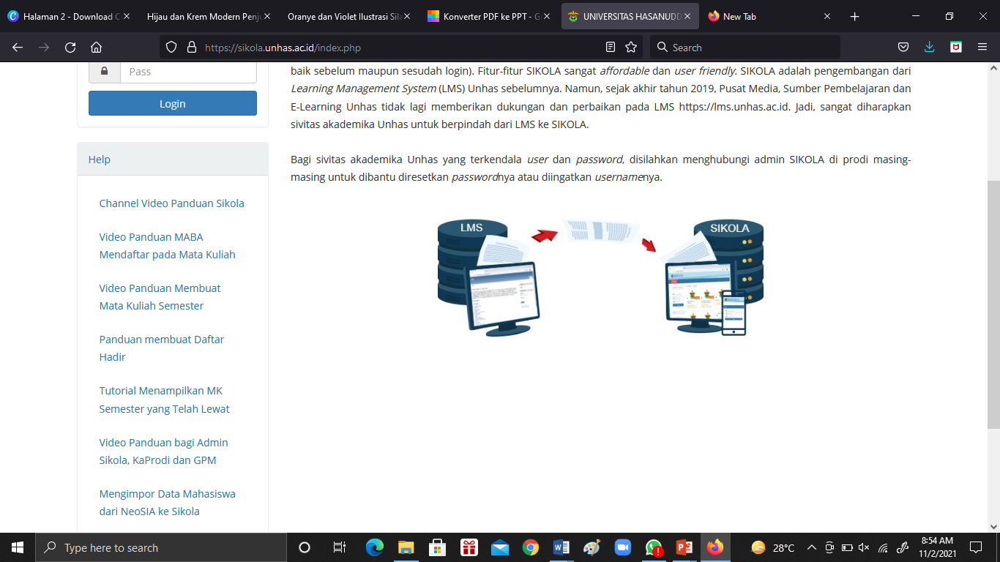 Halaman 2 - Download C
Hijau dan Krem Modern Penju
Oranye dan Violet Ilustrasi Sila
Konverter PDF ke PPT - G
UNIVERSITAS HASANUDD
New Tab
https://sikola.unhas.ac.id/index.php
Search
Pass
Login
Help
Channel Video Panduan Sikola
Video Panduan MABA
Mendaftar pada Mata Kuliah
Video Panduan Membuat
Mata Kuliah Semester
Panduan membuat Daftar
Hadir
Tutorial Menampilkan MK
Semester yang Telah Lewat
Video Panduan bagi Admin
Sikola, KaProdi dan GPM
Mengimpor Data Mahasiswa
dari NeoSIA ke Sikola
baik sebelum maupun sesudah login). Fitur-fitur SIKOLA sangat affordable dan user friendly. SIKOLA adalah pengembangan dari
Learning Management System (LMS) Unhas sebelumnya. Namun, sejak akhir tahun 2019, Pusat Media, Sumber Pembelajaran dan
E-Learning Unhas tidak lagi memberikan dukungan dan perbaikan pada LMS https://lms.unhas.ac.id. Jadi, sangat diharapkan
sivitas akademika Unhas untuk berpindah dari LMS ke SIKOLA.
Bagi sivitas akademika Unhas yang terkendala user dan password, disilahkan menghubungi admin SIKOLA di prodi masing-
masing untuk dibantu diresetkan passwordnya atau diingatkan usernamenya.
LMS
SIKOLA
Type here to search
28°C
8:54 AM
11/2/2021